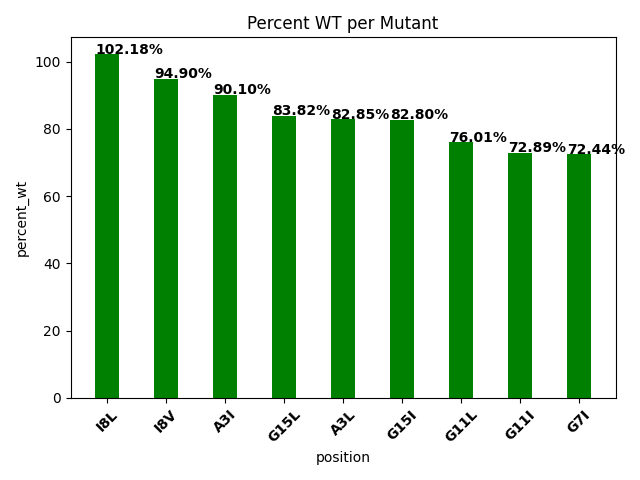 Percent WT per Mutant
102.18%
94.90%
90.10%
83.82%
82.85%
82.80%
76.01%
72.89%
72.44%
100
80
60
40
20
0
percent_wt
I8L
I8V
A3I
G15L
A3L
G15I
G11L
G11I
G7I
position